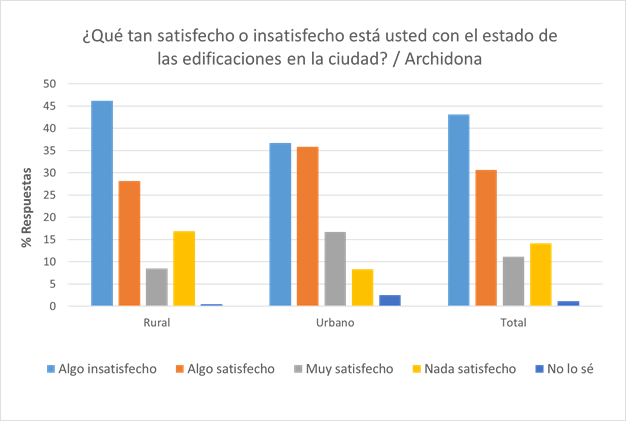 ¿Qué tan satisfecho o insatisfecho está usted con el estado de
las edificaciones en la ciudad? / Archidona
% Respuestas
50
45
40
35
30
25
20
15
10
5
0
Rural Urbano Total
Algo insatisfecho Algo satisfecho Muy satisfecho Nada satisfecho No lo sé